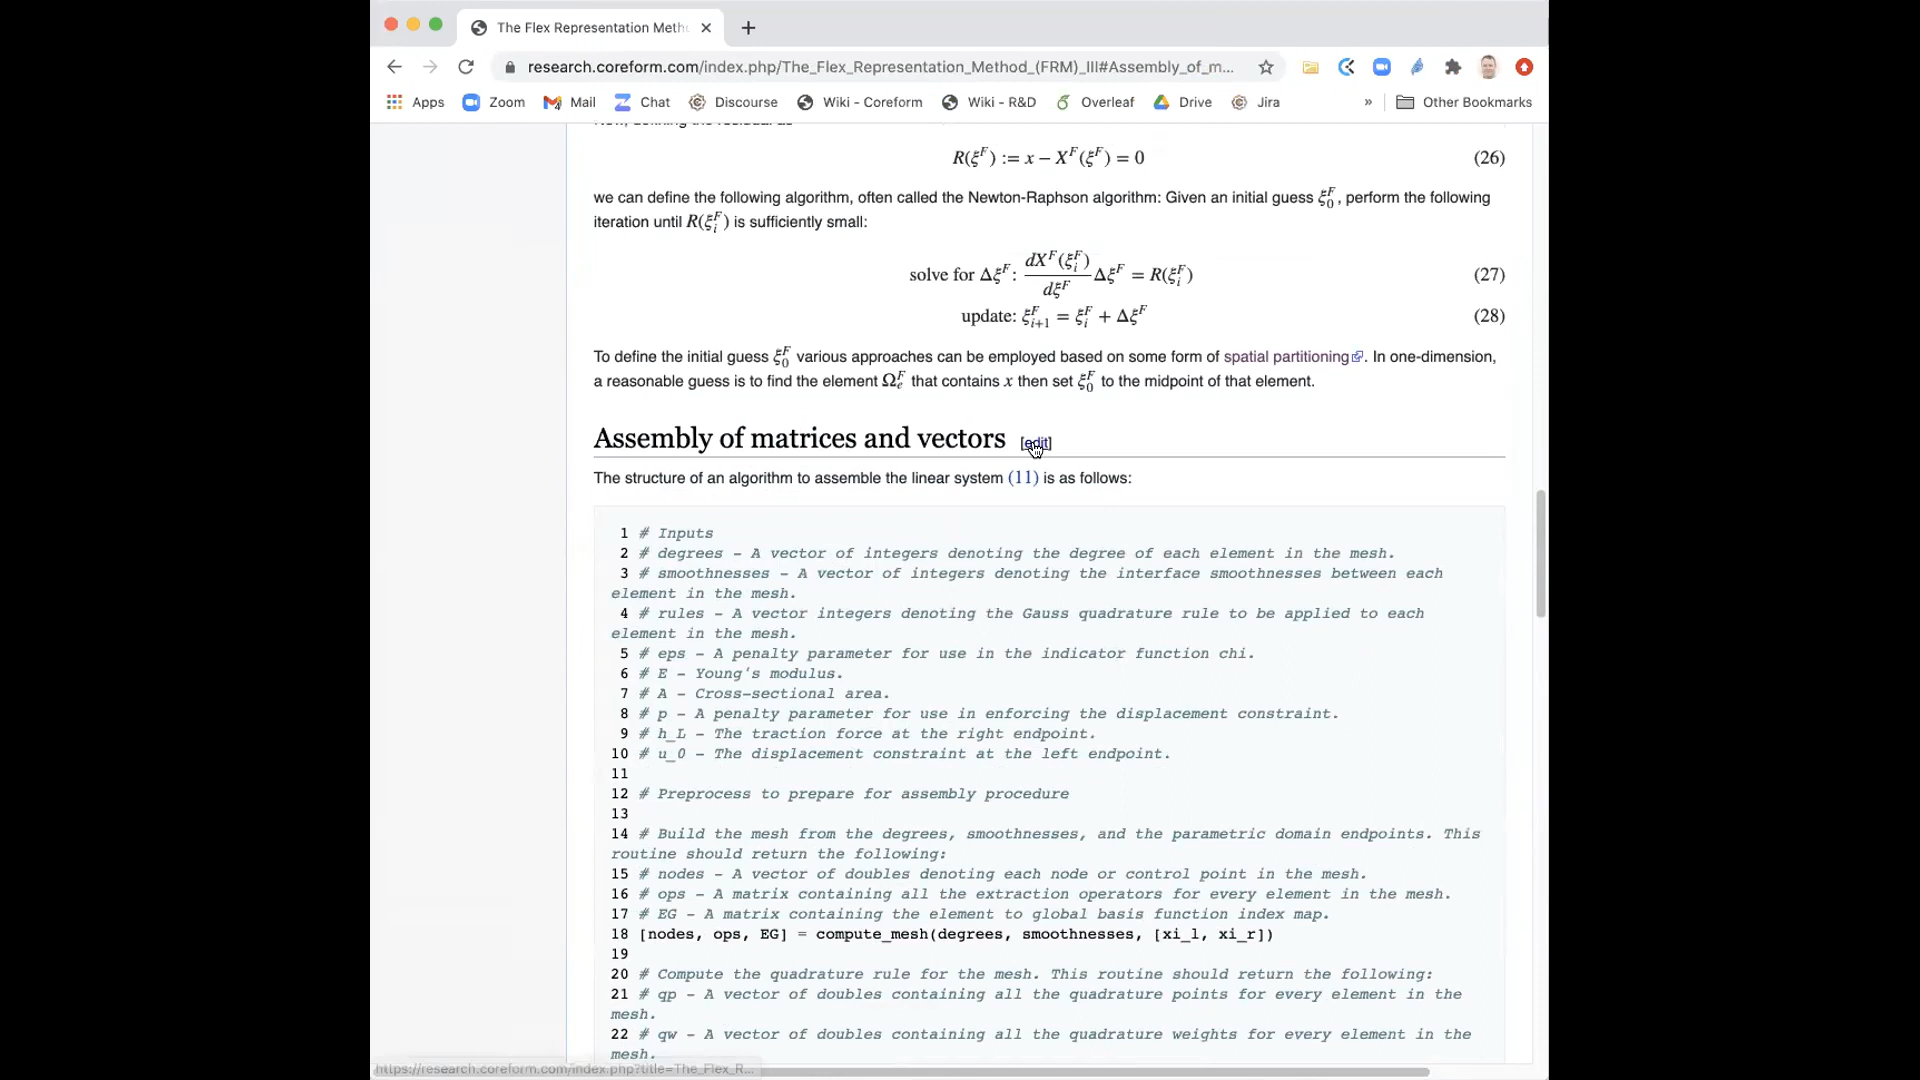 The Flex Representation Meth
research.coreform.com/index.php/The_Flex_Representation_Method_(FRM)_III#Assembly_of_m...
Apps Zoom Mail Chat Discourse Wiki - Coreform Wiki - R&D Overleaf Drive Jira » Other Bookmarks
Now, defining the residual as
R(ξ^F) := x − X^F(ξ^F) = 0 (26)
we can define the following algorithm, often called the Newton-Raphson algorithm: Given an initial guess ξ_0^F, perform the following
iteration until R(ξ_i^F) is sufficiently small:
solve for Δξ^F: dX^F(ξ_i^F)/dξ^F Δξ^F = R(ξ_i^F) (27)
update: ξ_{i+1}^F = ξ_i^F + Δξ^F (28)
To define the initial guess ξ_0^F various approaches can be employed based on some form of spatial partitioning. In one-dimension,
a reasonable guess is to find the element Ω_e^F that contains x then set ξ_0^F to the midpoint of that element.
Assembly of matrices and vectors [edit]
The structure of an algorithm to assemble the linear system (11) is as follows:
1 # Inputs
2 # degrees - A vector of integers denoting the degree of each element in the mesh.
3 # smoothnesses - A vector of integers denoting the interface smoothnesses between each
element in the mesh.
4 # rules - A vector integers denoting the Gauss quadrature rule to be applied to each
element in the mesh.
5 # eps - A penalty parameter for use in the indicator function chi.
6 # E - Young's modulus.
7 # A - Cross-sectional area.
8 # p - A penalty parameter for use in enforcing the displacement constraint.
9 # h_L - The traction force at the right endpoint.
10 # u_0 - The displacement constraint at the left endpoint.
11
12 # Preprocess to prepare for assembly procedure
13
14 # Build the mesh from the degrees, smoothnesses, and the parametric domain endpoints. This
routine should return the following:
15 # nodes - A vector of doubles denoting each node or control point in the mesh.
16 # ops - A matrix containing all the extraction operators for every element in the mesh.
17 # EG - A matrix containing the element to global basis function index map.
18 [nodes, ops, EG] = compute_mesh(degrees, smoothnesses, [xi_l, xi_r])
19
20 # Compute the quadrature rule for the mesh. This routine should return the following:
21 # qp - A vector of doubles containing all the quadrature points for every element in the
mesh.
22 # qw - A vector of doubles containing all the quadrature weights for every element in the
mesh.
https://research.coreform.com/index.php?title=The_Flex_R...